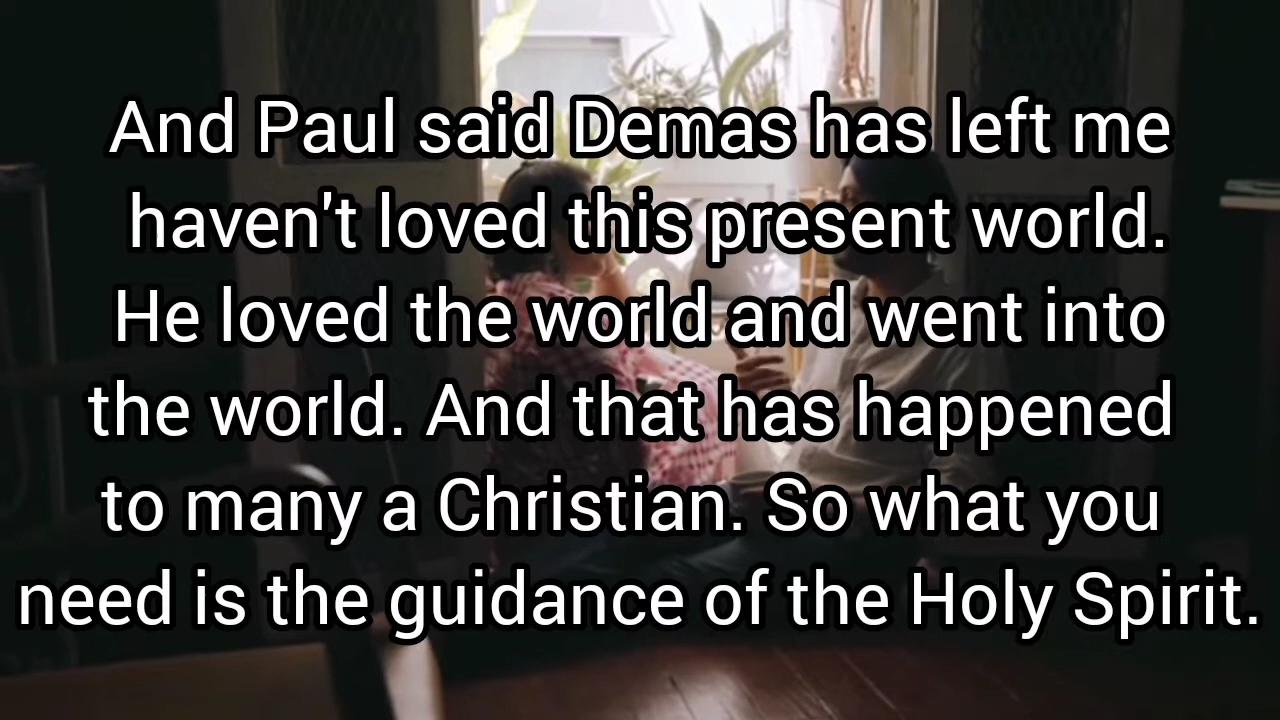 And Paul said Demas has left me
haven't loved this present world.
He loved the world and went into
the world. And that has happened
to many a Christian. So what you
need is the guidance of the Holy Spirit.